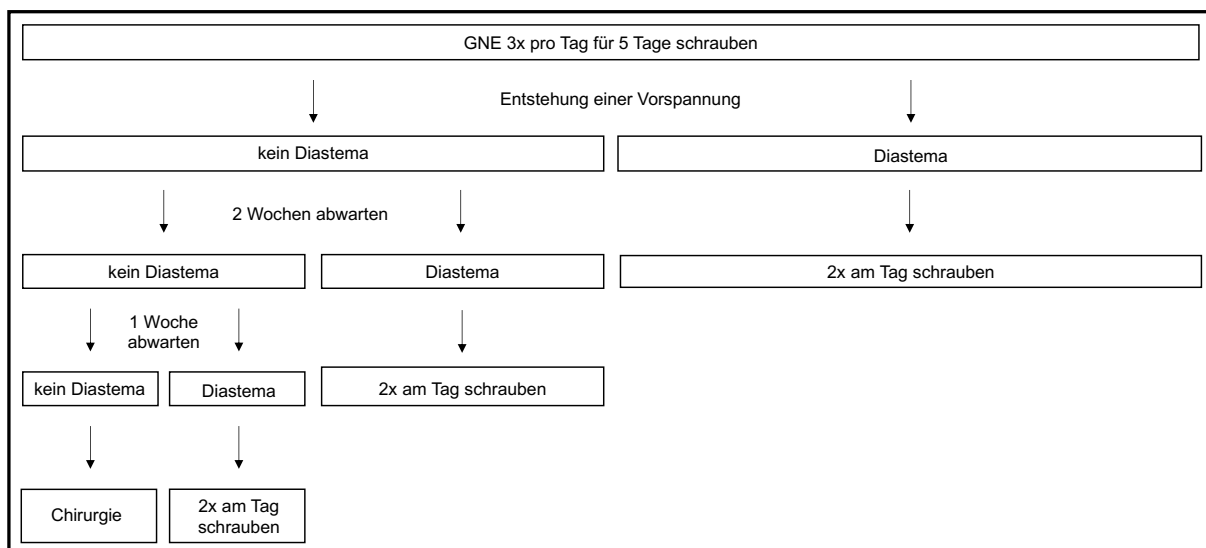 GNE 3x pro Tag für 5 Tage schrauben
Entstehung einer Vorspannung
kein Diastema
Diastema
2 Wochen abwarten
kein Diastema
Diastema
2x am Tag schrauben
1 Woche
abwarten
kein Diastema
Diastema
2x am Tag schrauben
Chirurgie
2x am Tag
schrauben